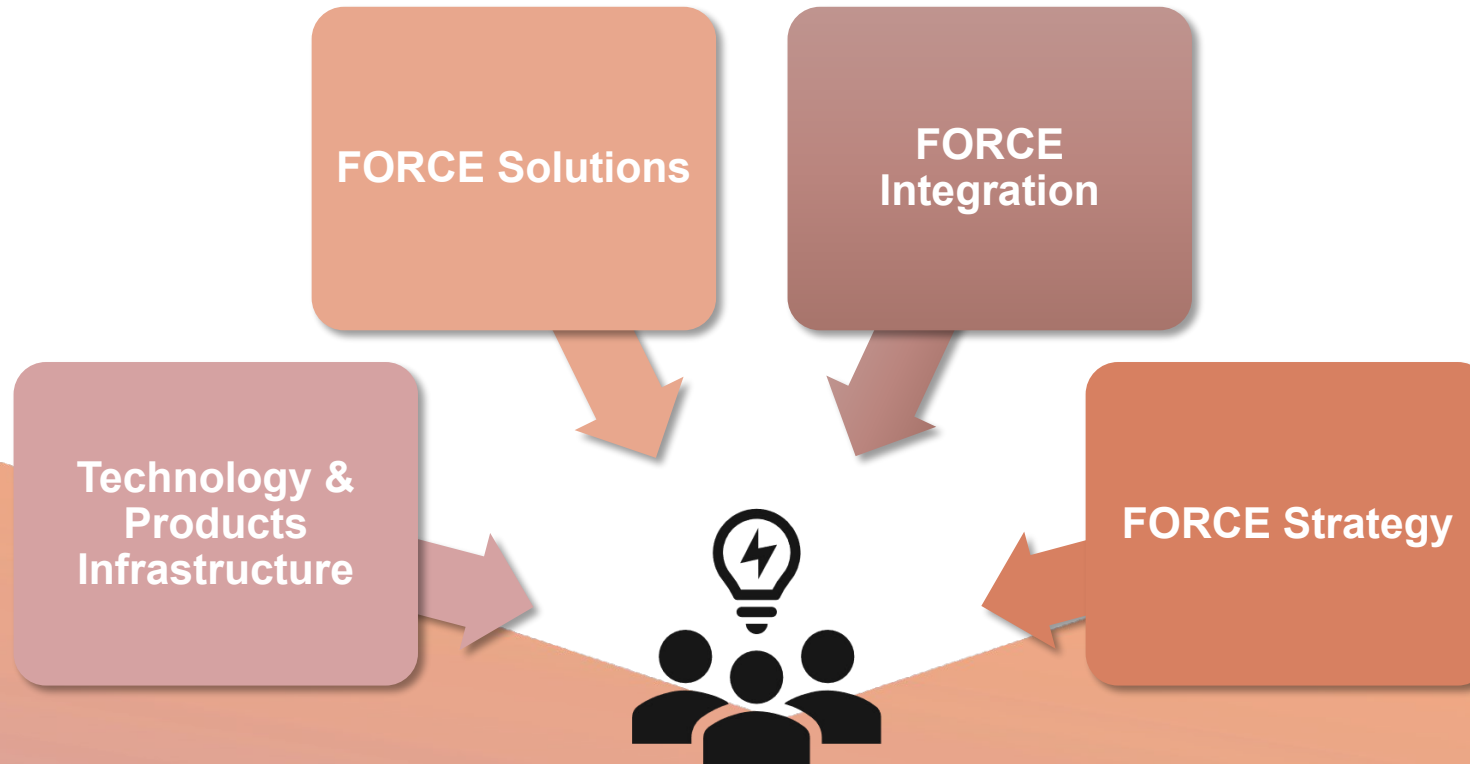 FORCE Solutions
FORCE
Integration
Technology &
Products
Infrastructure
FORCE Strategy